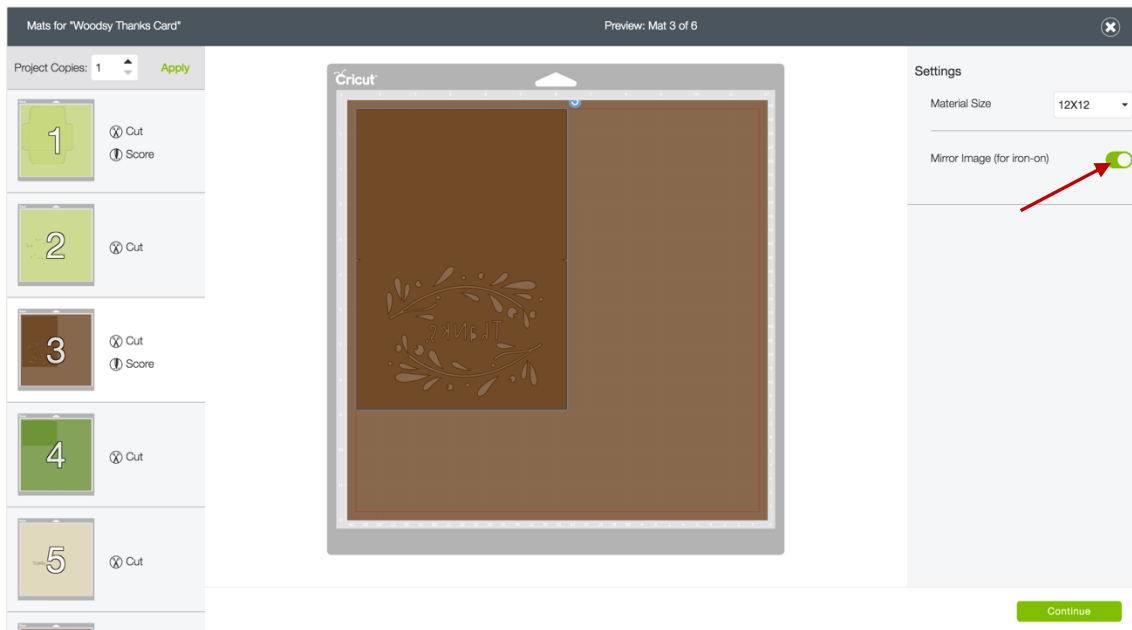 Mats for "Woodsy Thanks Card"
Preview: Mat 3 of 6
Project Copies: 1
Apply
1
Cut
Score
2
Cut
3
Cut
Score
4
Cut
5
Cut
Cricut
Thanks
Settings
Material Size
12X12
Mirror Image (for iron-on)
Continue